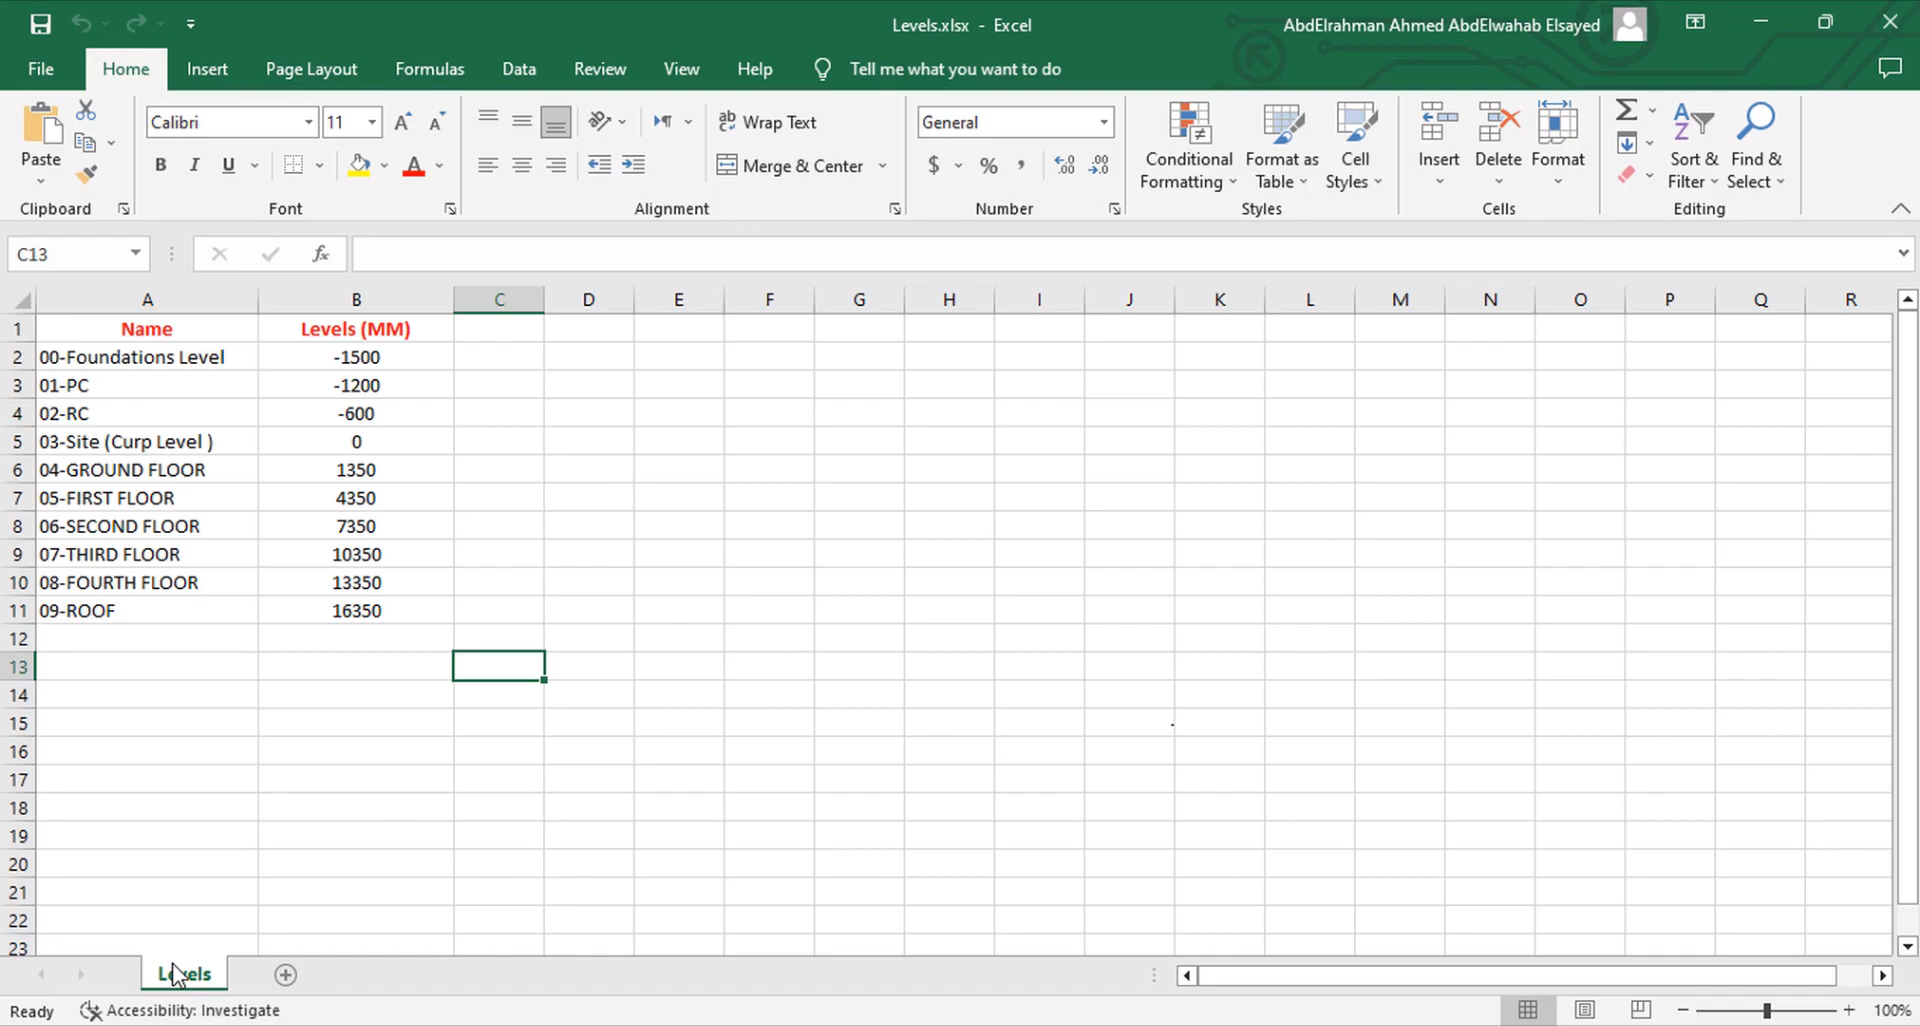 Levels.xlsx - Excel
AbdElrahman Ahmed AbdElwahab Elsayed
File Home Insert Page Layout Formulas Data Review View Help Tell me what you want to do
Paste
Clipboard
Calibri 11
B I U A
Font
Wrap Text
Merge & Center
Alignment
General
$ % ,
Number
Conditional Formatting
Format as Table
Cell Styles
Styles
Insert Delete Format
Cells
Sort & Filter
Find & Select
Editing
C13 fx
A B C D E F G H I J K L M N O P Q R
1 Name Levels (MM)
2 00-Foundations Level -1500
3 01-PC -1200
4 02-RC -600
5 03-Site (Curp Level ) 0
6 04-GROUND FLOOR 1350
7 05-FIRST FLOOR 4350
8 06-SECOND FLOOR 7350
9 07-THIRD FLOOR 10350
10 08-FOURTH FLOOR 13350
11 09-ROOF 16350
12
13
14
15
16
17
18
19
20
21
22
23
Levels
Ready Accessibility: Investigate 100%